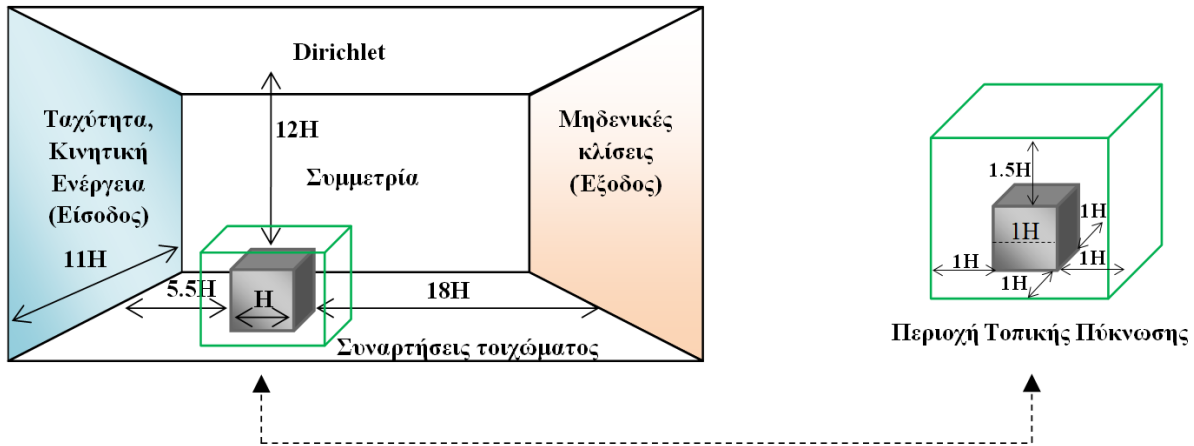 Dirichlet
Ταχύτητα,
Κινητική
Ενέργεια
(Είσοδος)
12H
Συμμετρία
Μηδενικές
κλίσεις
(Έξοδος)
11H
5.5H
H
18H
Συναρτήσεις τοιχώματος
1.5H
1H
1H
1H
1H
1H
Περιοχή Τοπικής Πύκνωσης